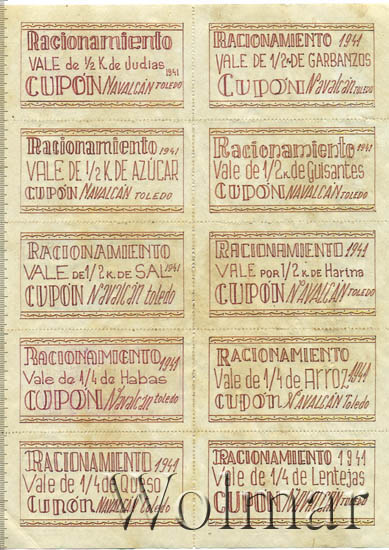 Racionamiento
VALE de ½ K de Judias 1941
CUPÓN NAVALCÁN TOLEDO
RACIONAMIENTO 1941
VALE DE 1/2 K DE GARBANZOS
CUPÓN Navalcán TOLEDO
Racionamiento 1941
VALE DE 1/2 K DE AZÚCAR
CUPÓN NAVALCÁN TOLEDO
Racionamiento 1941
Vale de 1/2 K. de Guisantes
CUPÓN NAVALCÁN TOLEDO
RACIONAMIENTO
VALE DE 1/2 K. DE SAL 1941
CUPÓN Navalcán toledo
RACIONAMIENTO 1941
VALE POR 1/2 K. de Harina
CUPÓN NAVALCÁN TOLEDO
RACIONAMIENTO 1941
Vale de 1/4 de Habas
CUPÓN Navalcán toledo
RACIONAMIENTO
Vale de 1/4 de Arroz 1941
CUPÓN NAVALCÁN Toledo
RACIONAMIENTO 1941
Vale de 1/4 de Queso
Cupón NAVALCÁN TOLEDO
RACIONAMIENTO 1941
Vale de 1/4 de Lentejas
CUPÓN NAVALCÁN TOLEDO
Wolmar